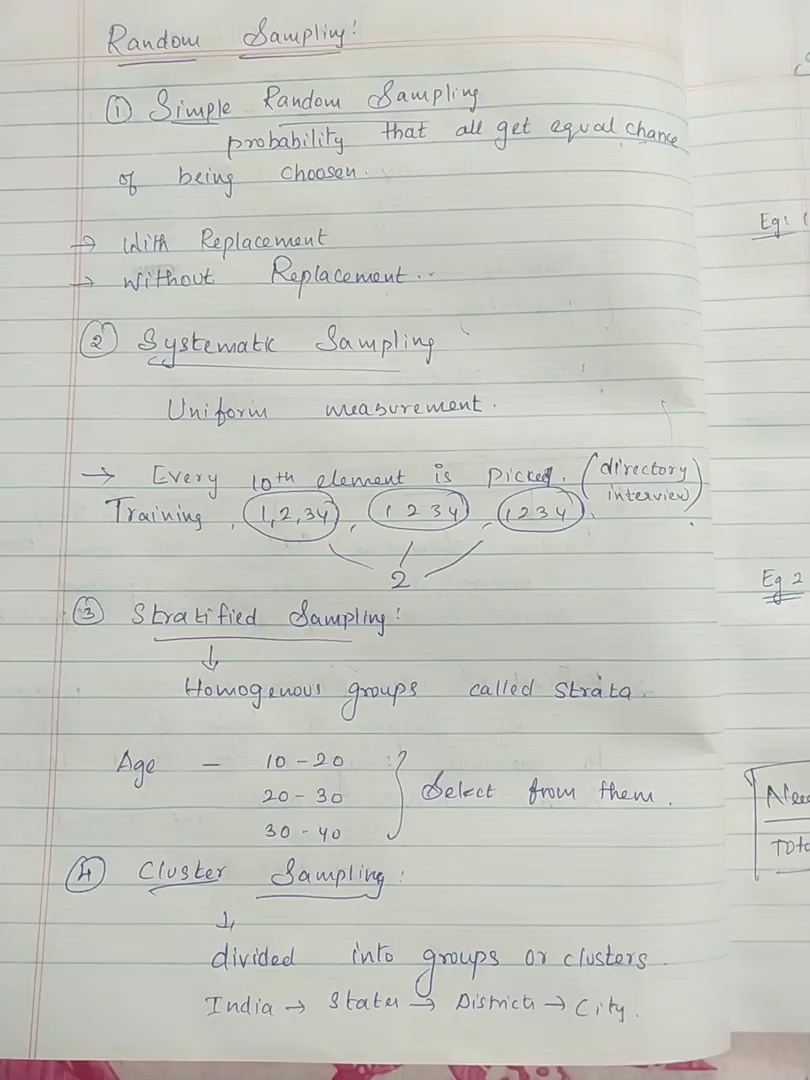 Random Sampling:
① Simple Random Sampling
probability that all get equal chance
of being choosen.
→ With Replacement
→ Without Replacement..
② Systematic Sampling
Uniform measurement.
→ Every 10th element is picked. (directory
interview)
Training, (1,2,34), (1 2 3 4), (1 2 3 4).
2
③ Stratified Sampling:
↓
Homogenous groups called strata.
Age - 10-20
20-30 } Select from them.
30-40
④ Cluster Sampling:
↓
divided into groups or clusters.
India → States → Districts → City.
Eg: 1
Eg 2